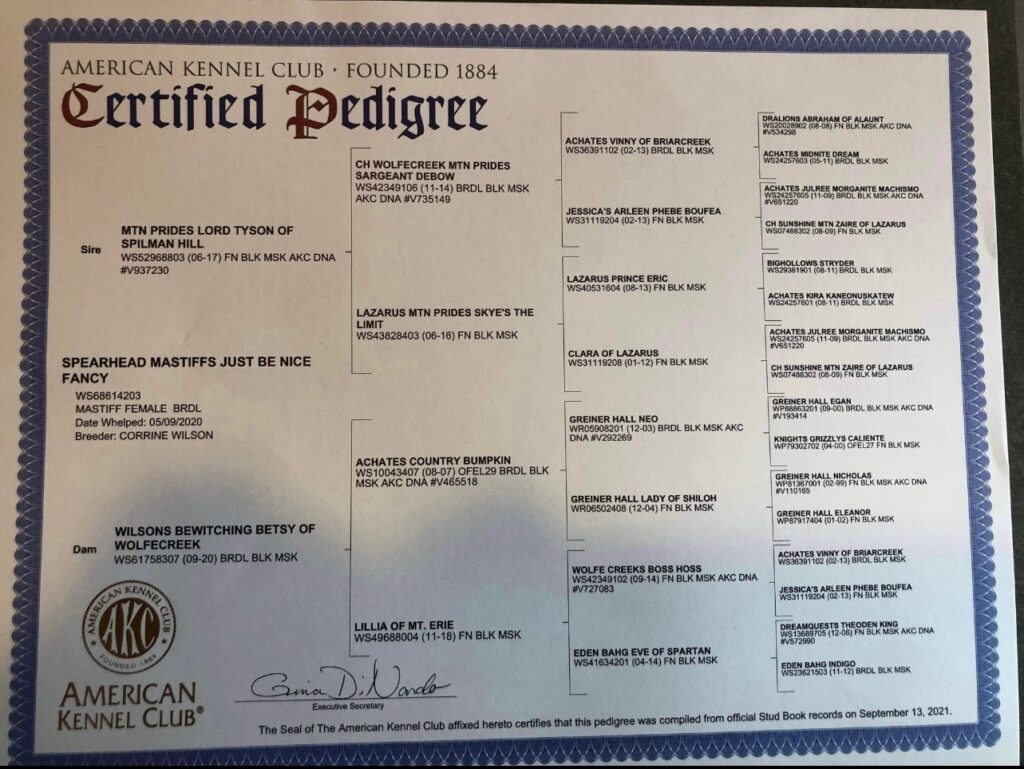 AMERICAN KENNEL CLUB · FOUNDED 1884
Certified Pedigree
Sire
MTN PRIDES LORD TYSON OF
SPILMAN HILL
WS52968803 (06-17) FN BLK MSK AKC DNA
#V937230
SPEARHEAD MASTIFFS JUST BE NICE
FANCY
WS68614203
MASTIFF FEMALE BRDL
Date Whelped: 05/09/2020
Breeder: CORRINE WILSON
Dam
WILSONS BEWITCHING BETSY OF
WOLFECREEK
WS61758307 (09-20) BRDL BLK MSK
CH WOLFECREEK MTN PRIDES
SARGEANT DEBOW
WS42349106 (11-14) BRDL BLK MSK
AKC DNA #V735149
LAZARUS MTN PRIDES SKYE'S THE
LIMIT
WS43828403 (06-16) FN BLK MSK
ACHATES COUNTRY BUMPKIN
WS10043407 (08-07) OFEL29 BRDL BLK
MSK AKC DNA #V465518
LILLIA OF MT. ERIE
WS49688004 (11-18) FN BLK MSK
ACHATES VINNY OF BRIARCREEK
WS36391102 (02-13) BRDL BLK MSK
JESSICA'S ARLEEN PHEBE BOUFEA
WS31119204 (02-13) FN BLK MSK
LAZARUS PRINCE ERIC
WS40531604 (08-13) FN BLK MSK
CLARA OF LAZARUS
WS31119208 (01-12) FN BLK MSK
GREINER HALL NEO
WR05908201 (12-03) BRDL BLK MSK AKC
DNA #V292269
GREINER HALL LADY OF SHILOH
WR06502408 (12-04) FN BLK MSK
WOLFE CREEKS BOSS HOSS
WS42349102 (09-14) FN BLK MSK AKC DNA
#V727083
EDEN BAHG EVE OF SPARTAN
WS41634201 (04-14) FN BLK MSK
DRALIONS ABRAHAM OF ALAUNT
WS20028902 (08-08) FN BLK MSK AKC DNA
#V534298
ACHATES MIDNITE DREAM
WS24257603 (05-11) BRDL BLK MSK
ACHATES JULREE MORGANITE MACHISMO
WS24257605 (11-09) BRDL BLK MSK AKC DNA
#V651220
CH SUNSHINE MTN ZAIRE OF LAZARUS
WS07488302 (08-09) FN BLK MSK
BIGHOLLOWS STRYDER
WS29381901 (08-11) BRDL BLK MSK
ACHATES KIRA KANEONUSKATEW
WS24257601 (08-11) BRDL BLK MSK
ACHATES JULREE MORGANITE MACHISMO
WS24257605 (11-09) BRDL BLK MSK AKC DNA
#V651220
CH SUNSHINE MTN ZAIRE OF LAZARUS
WS07488302 (08-09) FN BLK MSK
GREINER HALL EGAN
WP88863201 (09-00) BRDL BLK MSK AKC DNA
#V193414
KNIGHTS GRIZZLYS CALIENTE
WP79302702 (04-00) OFEL27 FN BLK MSK
GREINER HALL NICHOLAS
WP81367001 (02-99) FN BLK MSK AKC DNA
#V110165
GREINER HALL ELEANOR
WP87917404 (01-02) FN BLK MSK
ACHATES VINNY OF BRIARCREEK
WS36391102 (02-13) BRDL BLK MSK
JESSICA'S ARLEEN PHEBE BOUFEA
WS31119204 (02-13) FN BLK MSK
DREAMQUESTS THEODEN KING
WS13689705 (12-06) FN BLK MSK AKC DNA
#V572990
EDEN BAHG INDIGO
WS23621503 (11-12) BRDL BLK MSK
AMERICAN KENNEL CLUB
AKC
FOUNDED 1884
AMERICAN
KENNEL CLUB®
Gina DiNardo
Executive Secretary
The Seal of The American Kennel Club affixed hereto certifies that this pedigree was compiled from official Stud Book records on September 13, 2021.